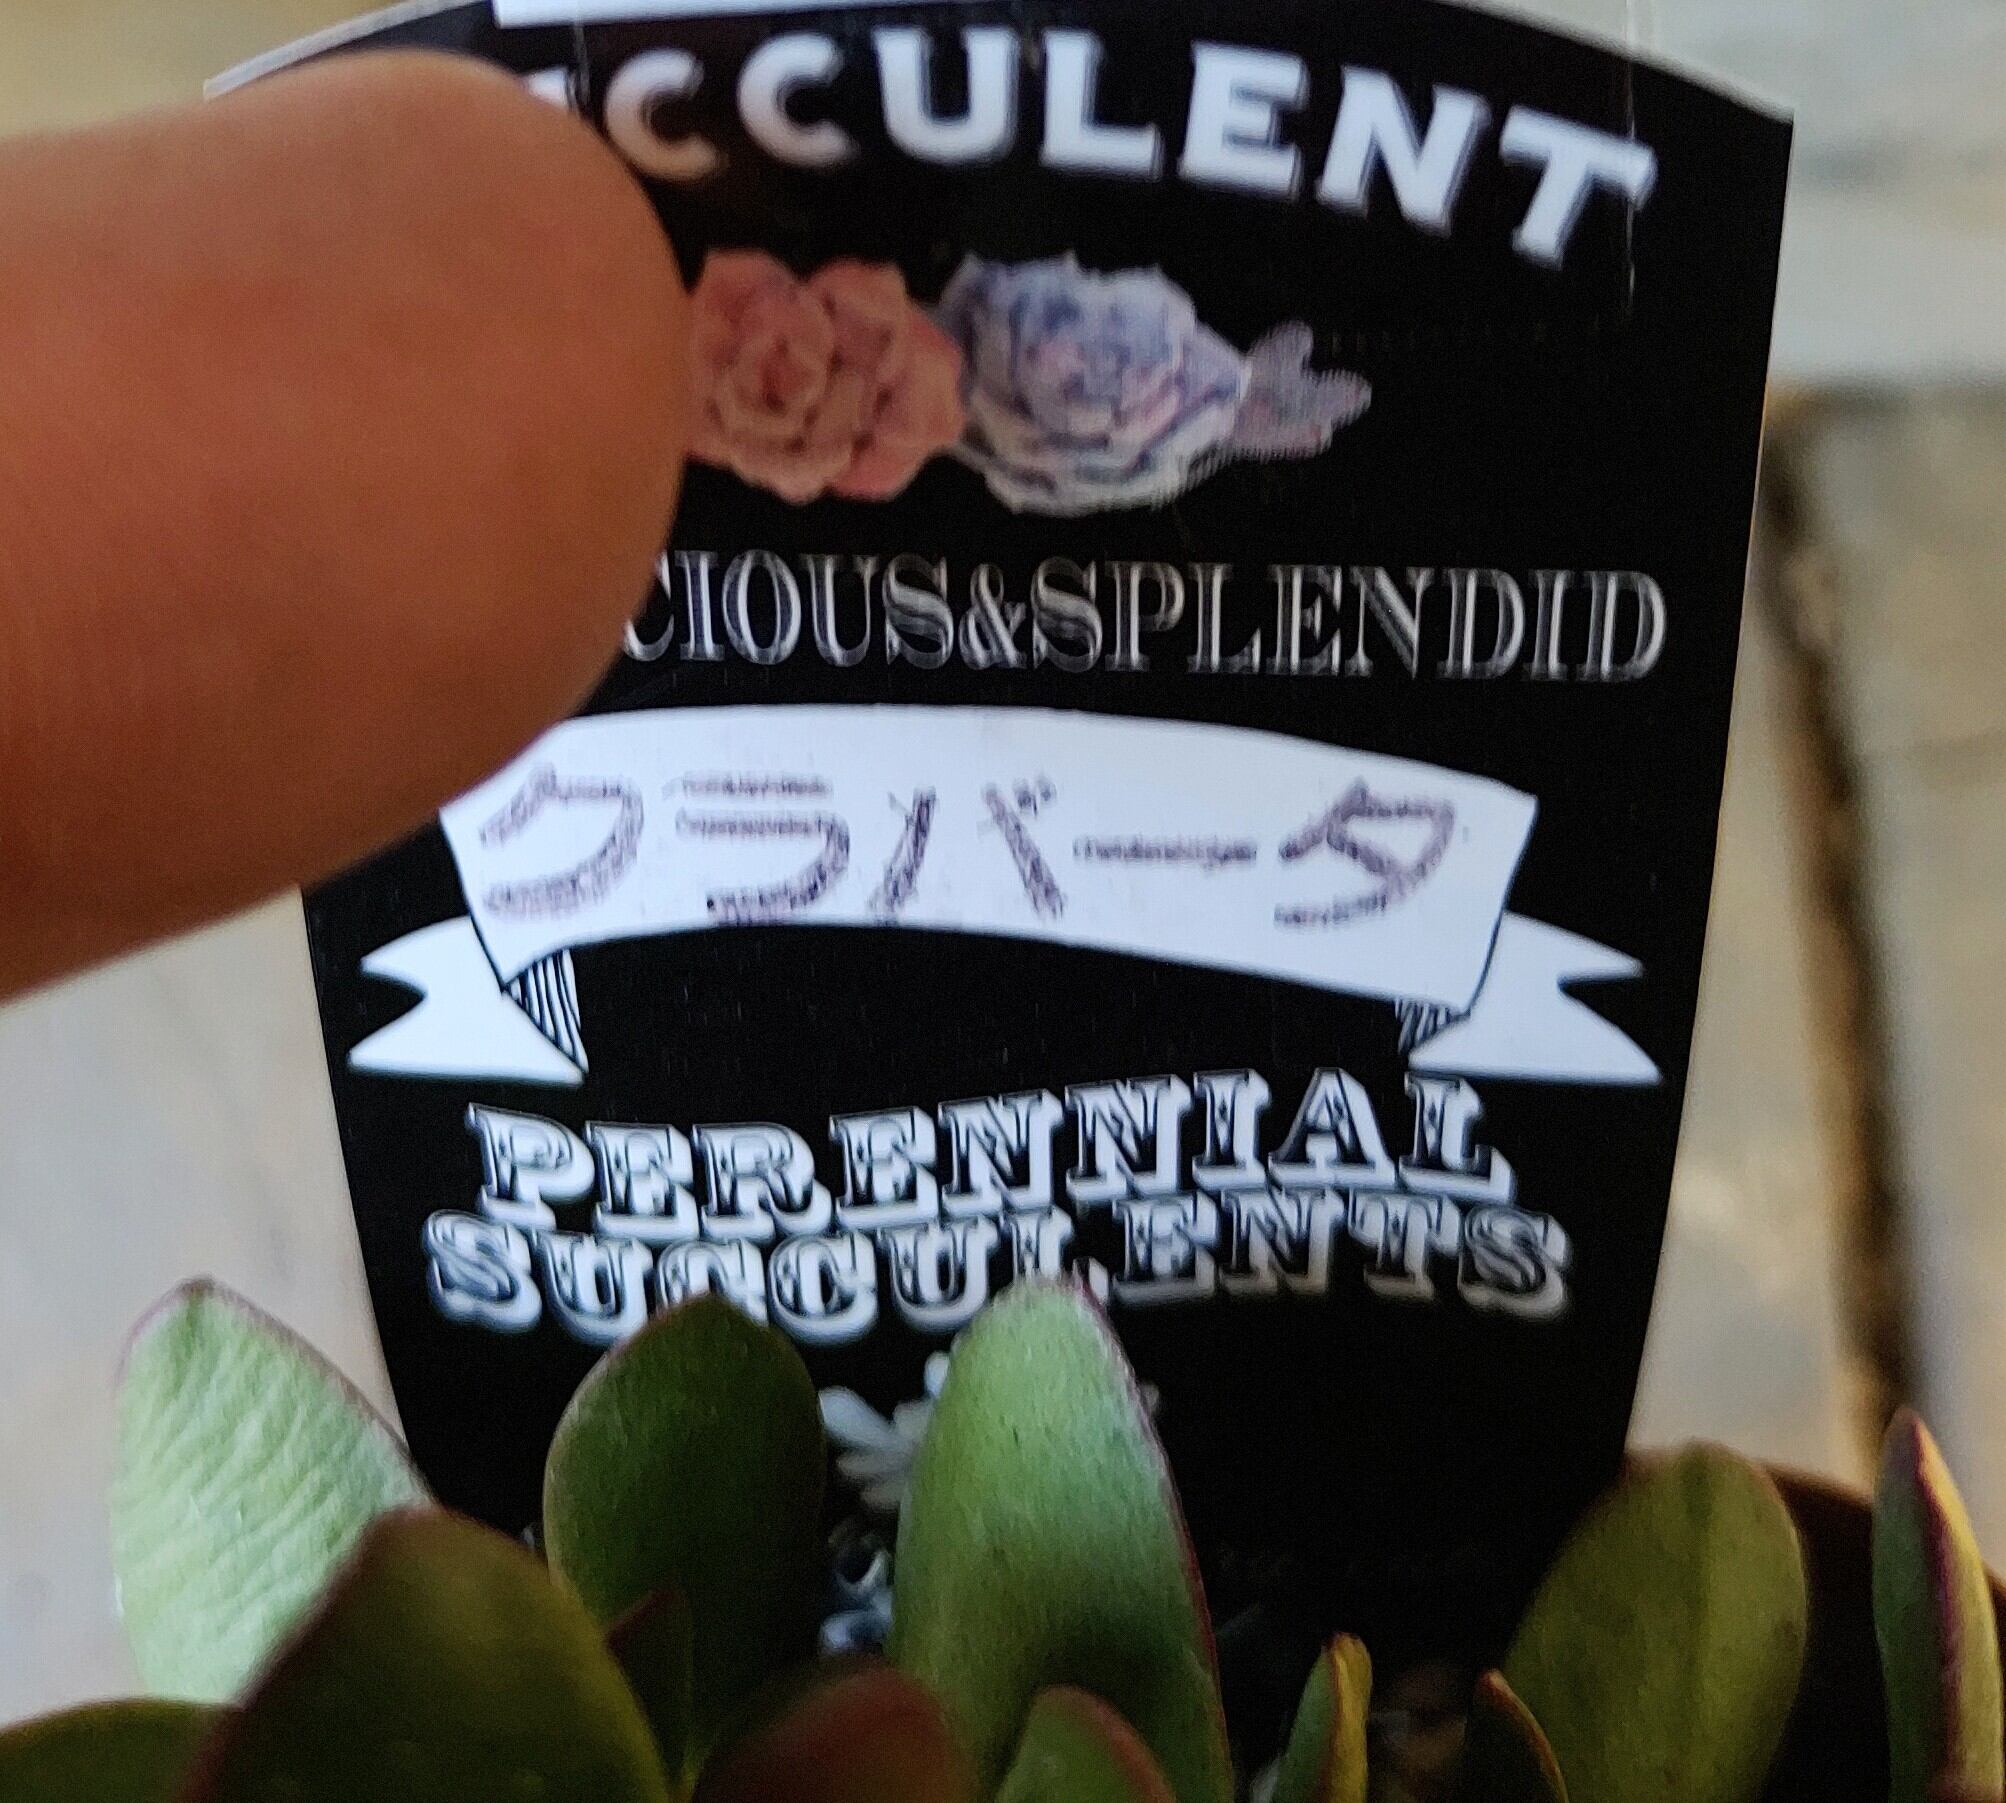 CCULENT
CIOUS&SPLENDID
クラバータ
PERENNIAL
SUCCULENTS